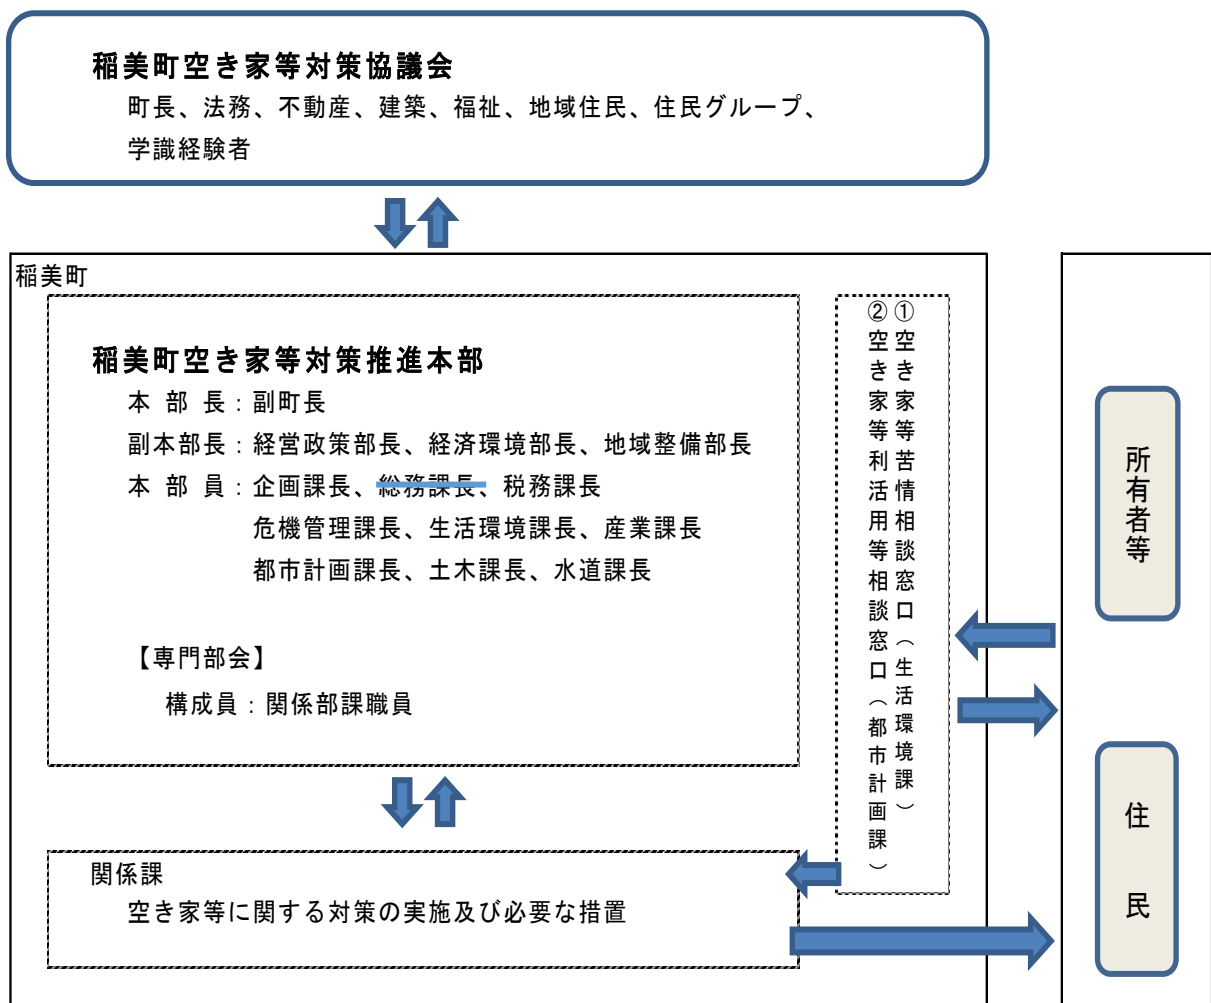 稲美町空き家等対策協議会
町長、法務、不動産、建築、福祉、地域住民、住民グループ、
学識経験者
稲美町
稲美町空き家等対策推進本部
本 部 長：副町長
副本部長：経営政策部長、経済環境部長、地域整備部長
本 部 員：企画課長、総務課長、税務課長
危機管理課長、生活環境課長、産業課長
都市計画課長、土木課長、水道課長
【専門部会】
構成員：関係部課職員
①空き家等苦情相談窓口（生活環境課）
②空き家等利活用等相談窓口（都市計画課）
関係課
空き家等に関する対策の実施及び必要な措置
所有者等
住 民